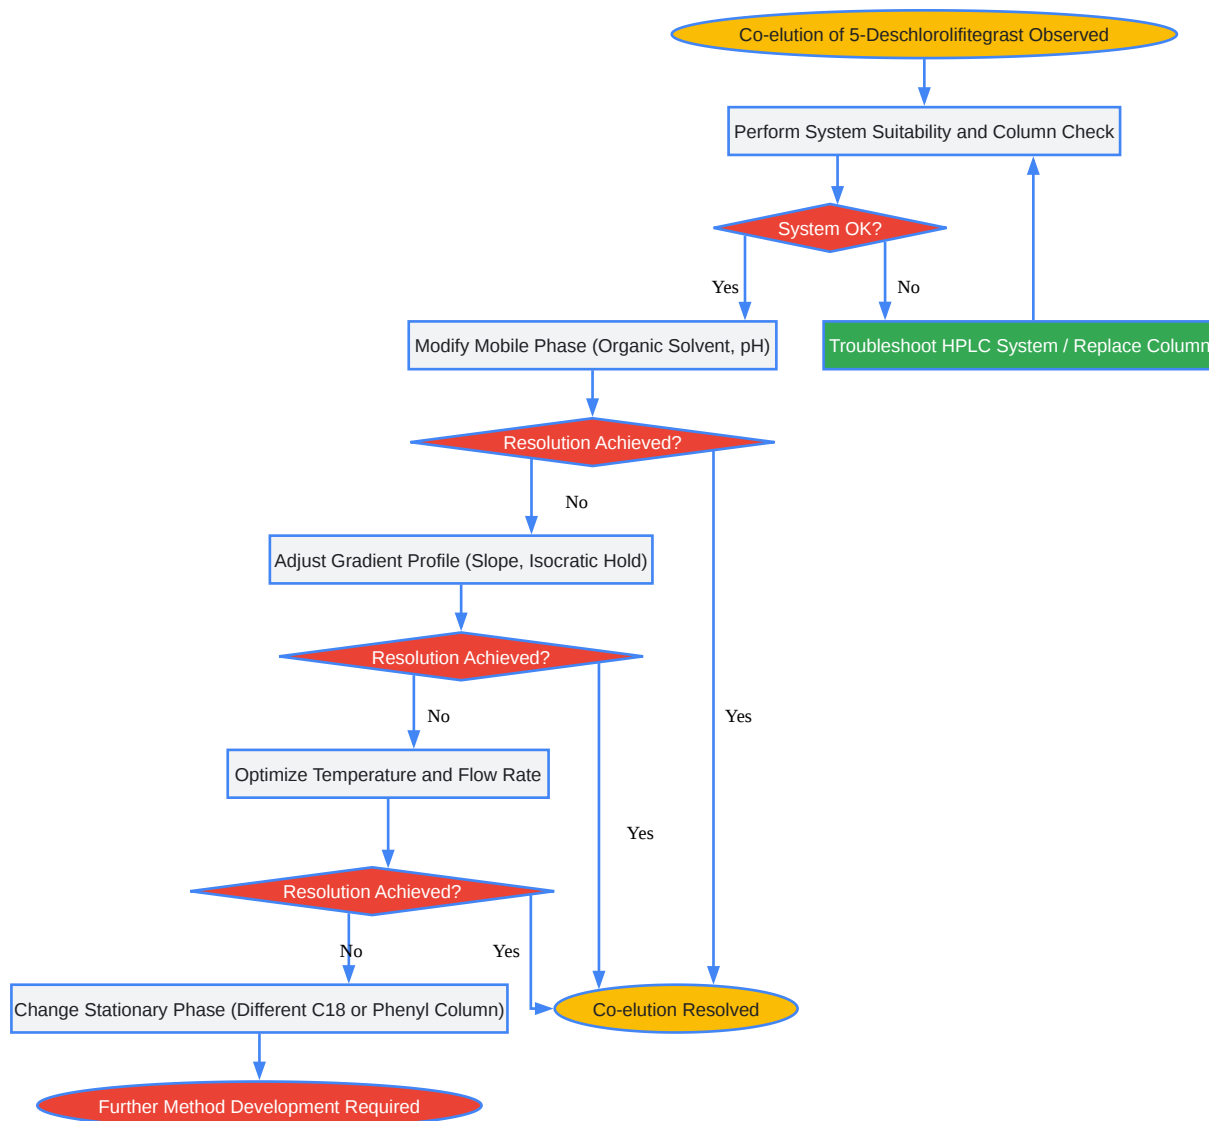 Co-elution of 5-Deschlorolifitegrast Observed
Perform System Suitability and Column Check
System OK?
Yes
No
Modify Mobile Phase (Organic Solvent, pH)
Troubleshoot HPLC System / Replace Column
Resolution Achieved?
No
Adjust Gradient Profile (Slope, Isocratic Hold)
Resolution Achieved?
No
Yes
Optimize Temperature and Flow Rate
Yes
Resolution Achieved?
No
Yes
Change Stationary Phase (Different C18 or Phenyl Column)
Co-elution Resolved
Further Method Development Required